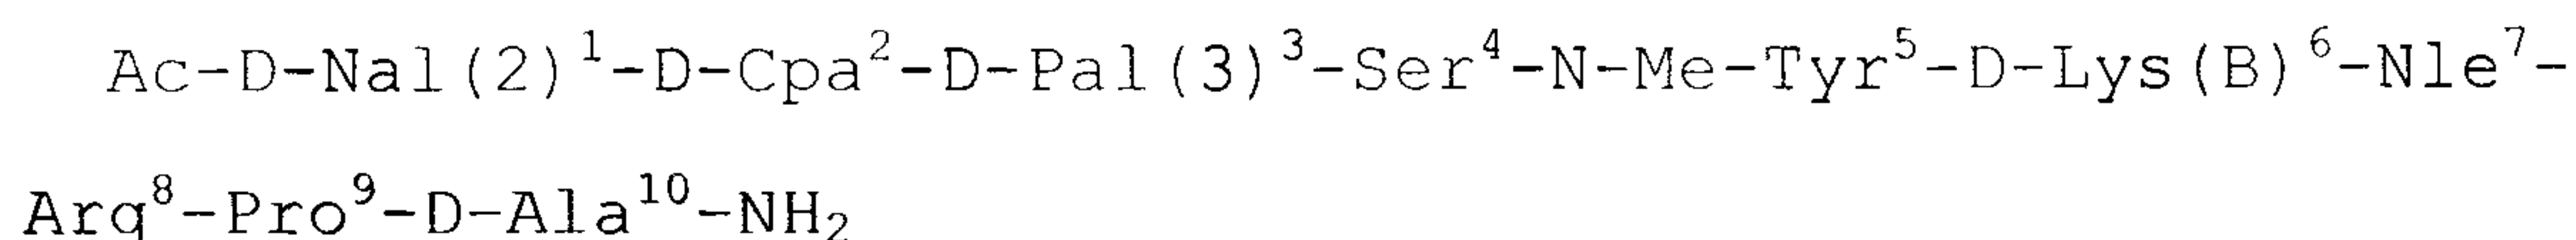 Ac-D-Nal(2)¹-D-Cpa²-D-Pal(3)³-Ser⁴-N-Me-Tyr⁵-D-Lys(B)⁶-Nle⁷-
Arg⁸-Pro⁹-D-Ala¹⁰-NH₂